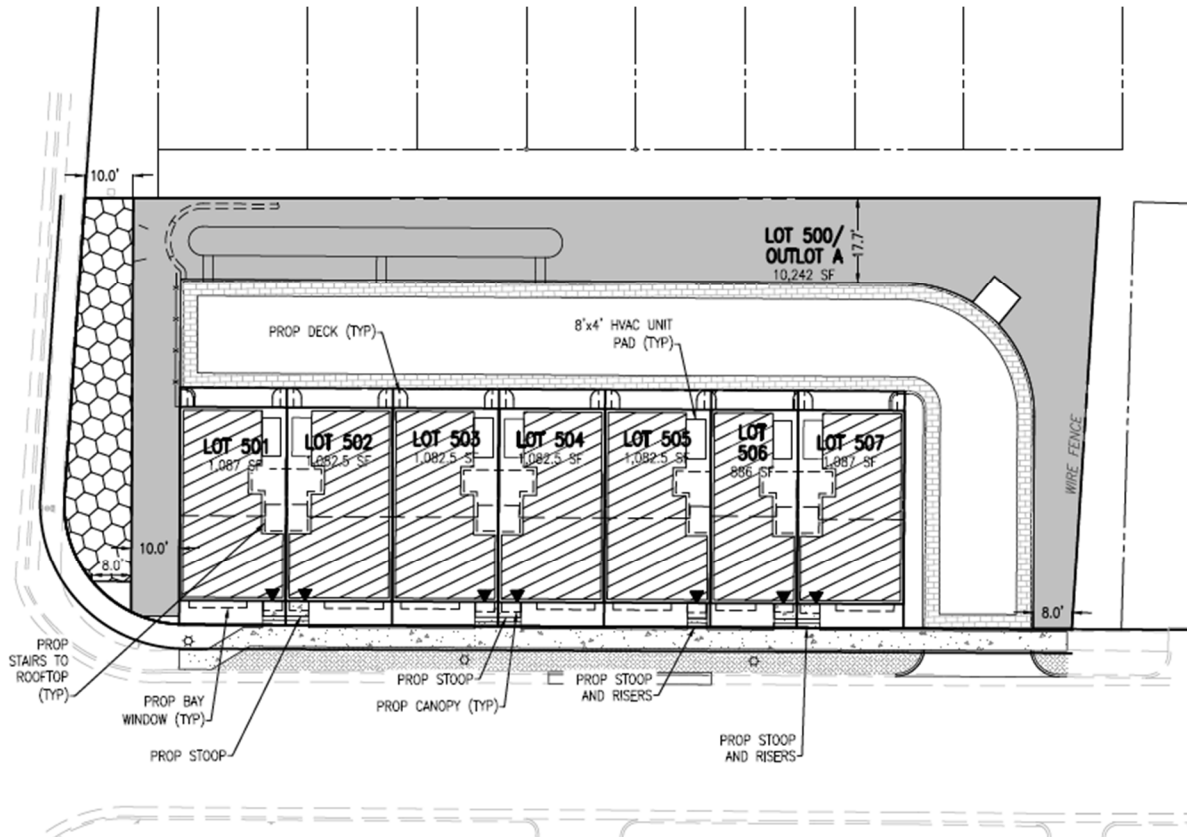 10.0'
LOT 500/
OUTLOT A
10,242 SF
17.7'
PROP DECK (TYP)
8'x4' HVAC UNIT
PAD (TYP)
LOT 501
1,087 SF
LOT 502
1,082.5 SF
LOT 503
1,082.5 SF
LOT 504
1,082.5 SF
LOT 505
1,082.5 SF
LOT
506
886 SF
LOT 507
1,087 SF
WIRE FENCE
10.0'
8.0'
8.0'
PROP
STAIRS TO
ROOFTOP
(TYP)
PROP BAY
WINDOW (TYP)
PROP STOOP
PROP STOOP
PROP CANOPY (TYP)
PROP STOOP
AND RISERS
PROP STOOP
AND RISERS